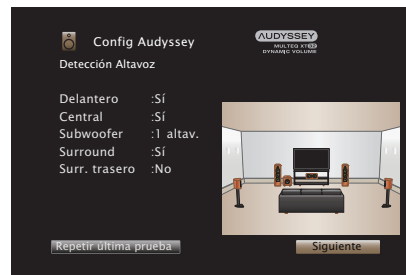 Config Audyssey
AUDYSSEY
MULTEQ XT32
DYNAMIC VOLUME
Detección Altavoz
Delantero :Sí
Central :Sí
Subwoofer :1 altav.
Surround :Sí
Surr. trasero :No
Repetir última prueba
Siguiente